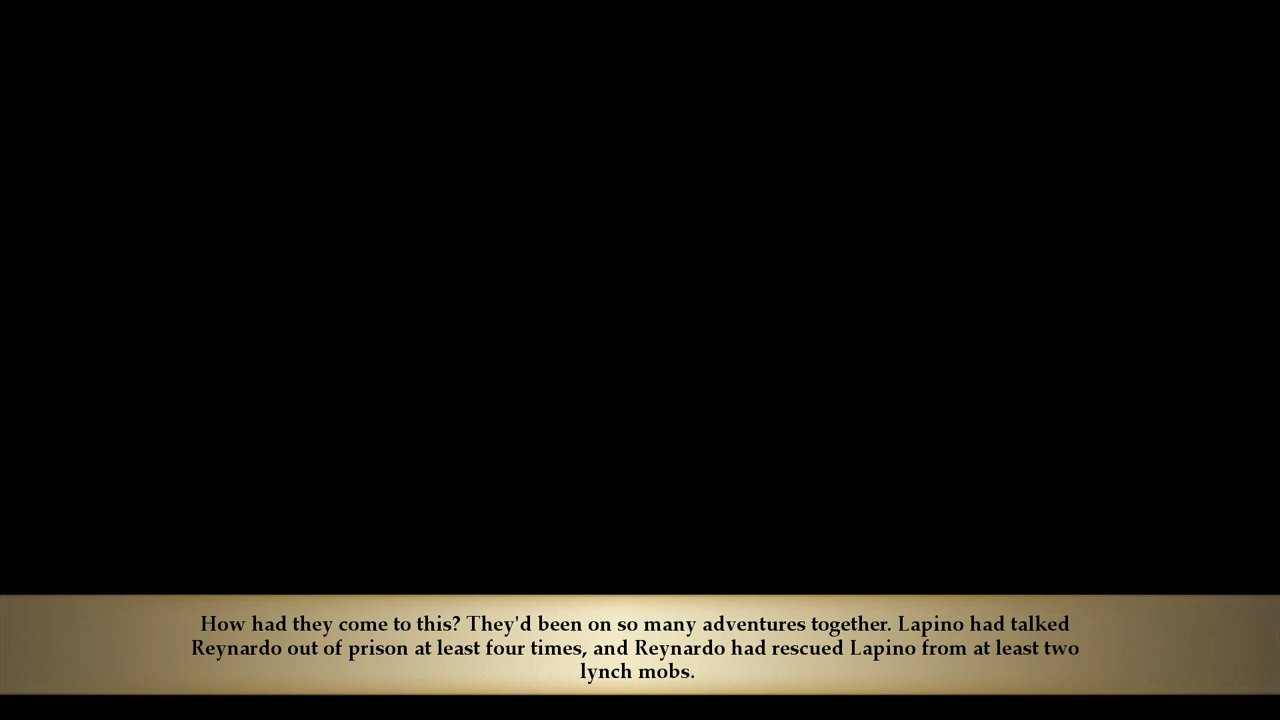 How had they come to this? They'd been on so many adventures together. Lapino had talked
Reynardo out of prison at least four times, and Reynardo had rescued Lapino from at least two
lynch mobs.